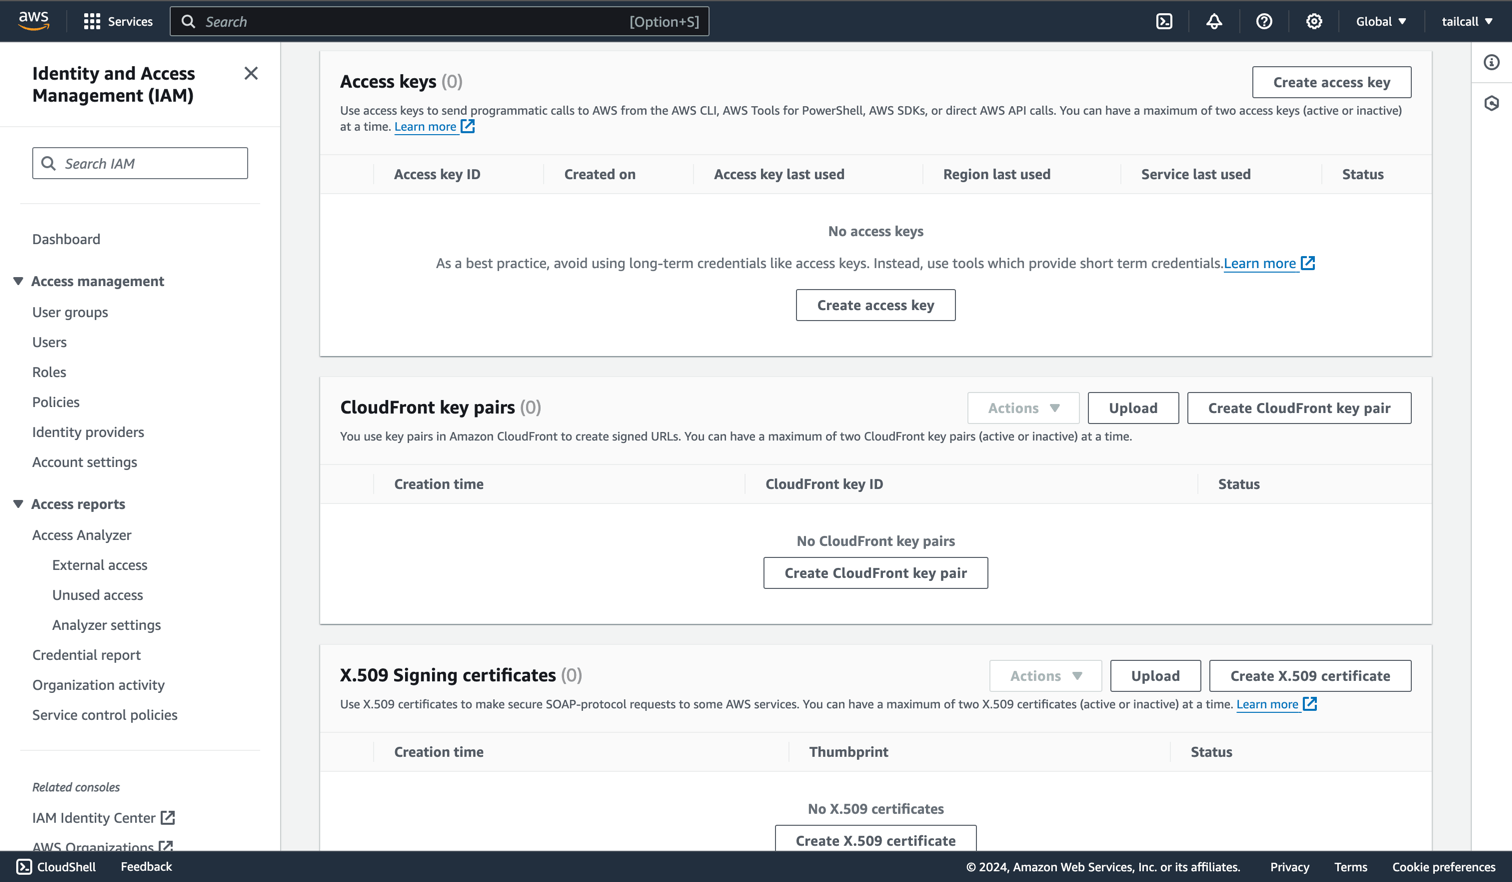 aws
Services
Search
[Option+S]
Global
tailcall
Identity and Access
Management (IAM)
Search IAM
Dashboard
Access management
User groups
Users
Roles
Policies
Identity providers
Account settings
Access reports
Access Analyzer
External access
Unused access
Analyzer settings
Credential report
Organization activity
Service control policies
Related consoles
IAM Identity Center
AWS Organizations
Access keys (0)
Create access key
Use access keys to send programmatic calls to AWS from the AWS CLI, AWS Tools for PowerShell, AWS SDKs, or direct AWS API calls. You can have a maximum of two access keys (active or inactive)
at a time. Learn more
Access key ID
Created on
Access key last used
Region last used
Service last used
Status
No access keys
As a best practice, avoid using long-term credentials like access keys. Instead, use tools which provide short term credentials.Learn more
Create access key
CloudFront key pairs (0)
Actions
Upload
Create CloudFront key pair
You use key pairs in Amazon CloudFront to create signed URLs. You can have a maximum of two CloudFront key pairs (active or inactive) at a time.
Creation time
CloudFront key ID
Status
No CloudFront key pairs
Create CloudFront key pair
X.509 Signing certificates (0)
Actions
Upload
Create X.509 certificate
Use X.509 certificates to make secure SOAP-protocol requests to some AWS services. You can have a maximum of two X.509 certificates (active or inactive) at a time. Learn more
Creation time
Thumbprint
Status
No X.509 certificates
Create X.509 certificate
CloudShell
Feedback
© 2024, Amazon Web Services, Inc. or its affiliates.
Privacy
Terms
Cookie preferences